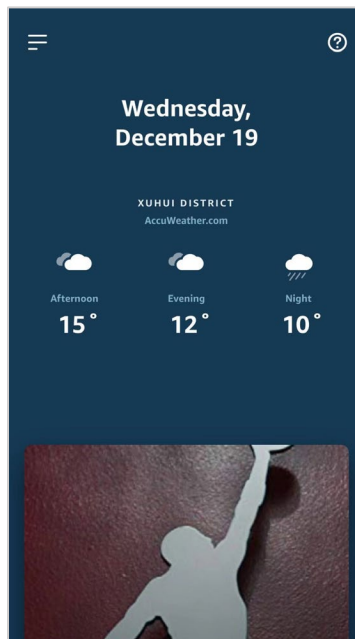 Wednesday,
December 19
XUHUI DISTRICT
AccuWeather.com
Afternoon Evening Night
15° 12° 10°